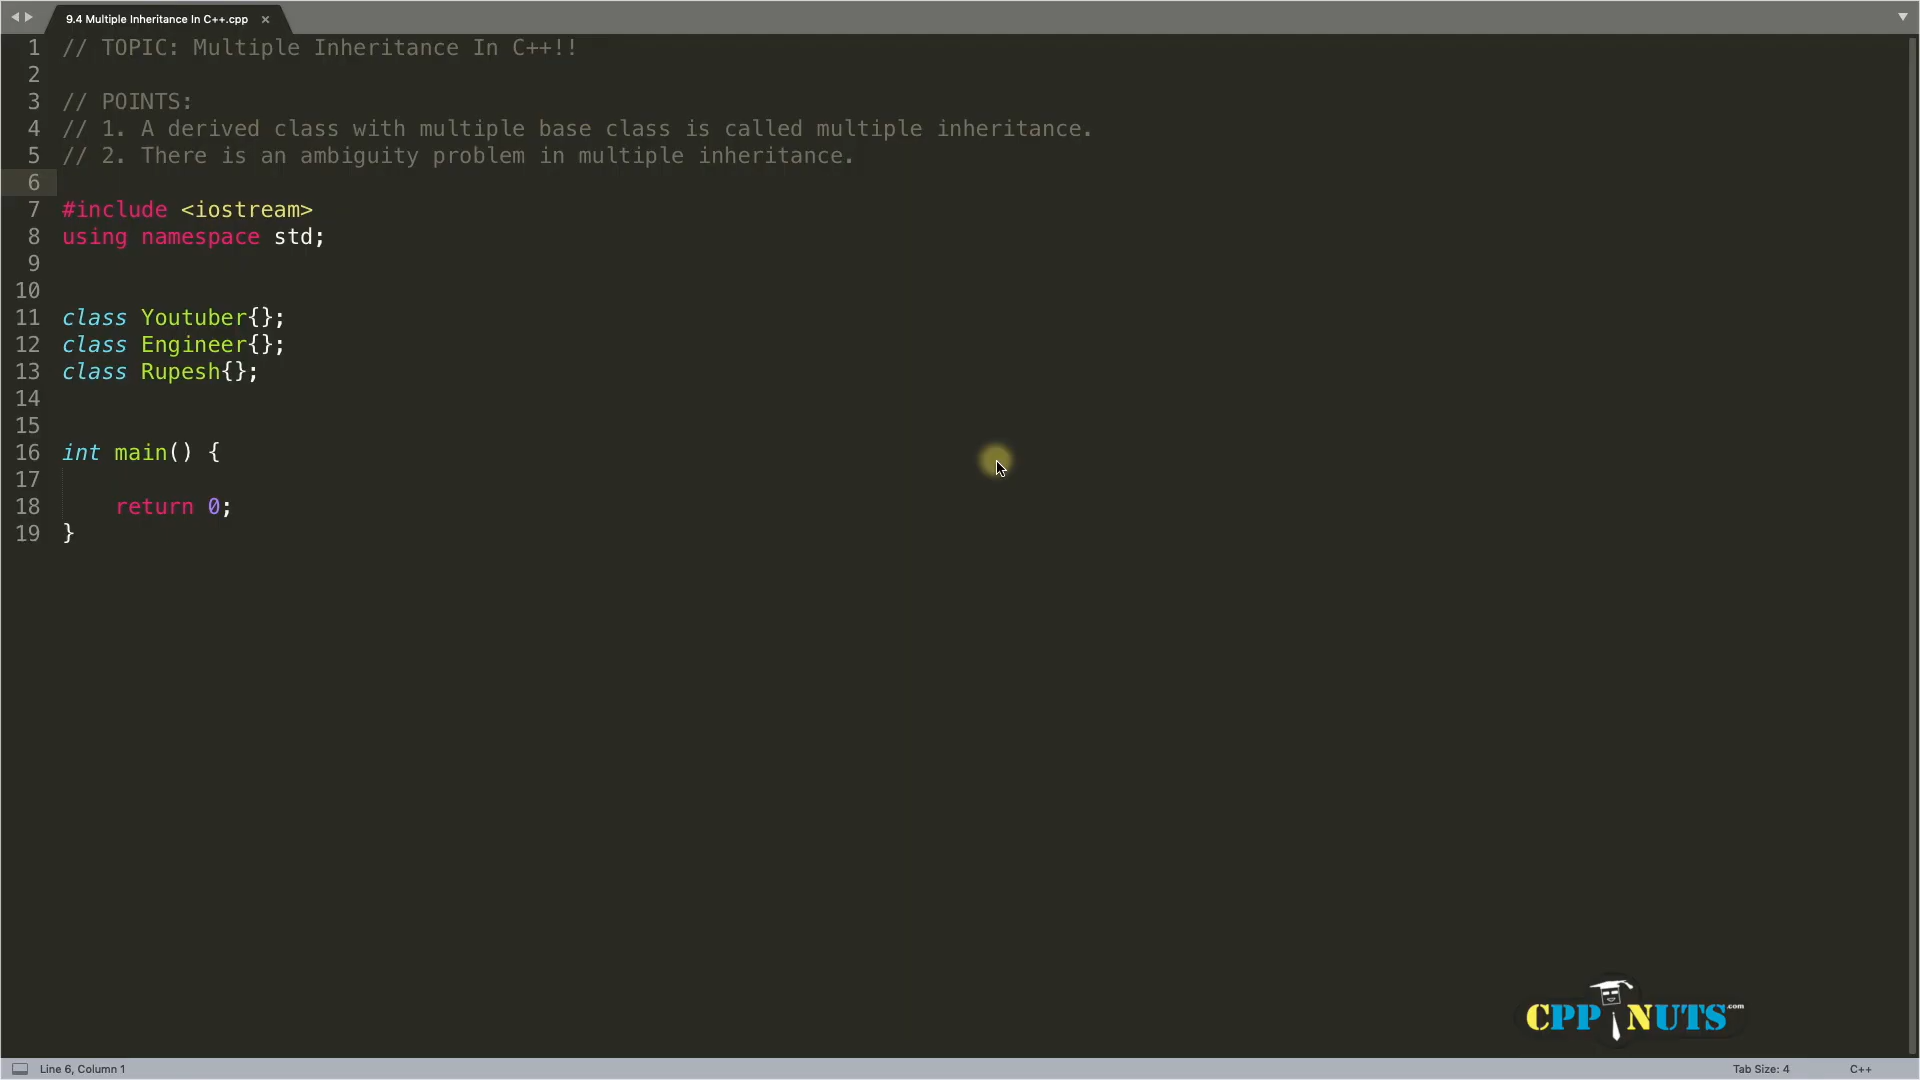 9.4 Multiple Inheritance In C++.cpp ×
1 // TOPIC: Multiple Inheritance In C++!!
2
3 // POINTS:
4 // 1. A derived class with multiple base class is called multiple inheritance.
5 // 2. There is an ambiguity problem in multiple inheritance.
6
7 #include <iostream>
8 using namespace std;
9
10
11 class Youtuber{};
12 class Engineer{};
13 class Rupesh{};
14
15
16 int main() {
17
18     return 0;
19 }
CPP NUTS .com
Line 6, Column 1 Tab Size: 4 C++